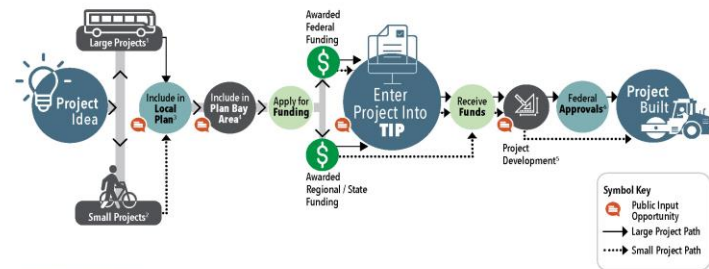 Awarded
Federal
Funding
Large Projects¹
Project
Idea
Include in
Local
Plan³
Include in
Plan Bay
Area⁴
Apply for
Funding
$
Enter
Project Into
TIP
Receive
Funds
Federal
Approvals⁶
Project
Built
Project
Development⁵
$
Awarded
Regional / State
Funding
Small Projects²
Symbol Key
Public Input
Opportunity
Large Project Path
Small Project Path